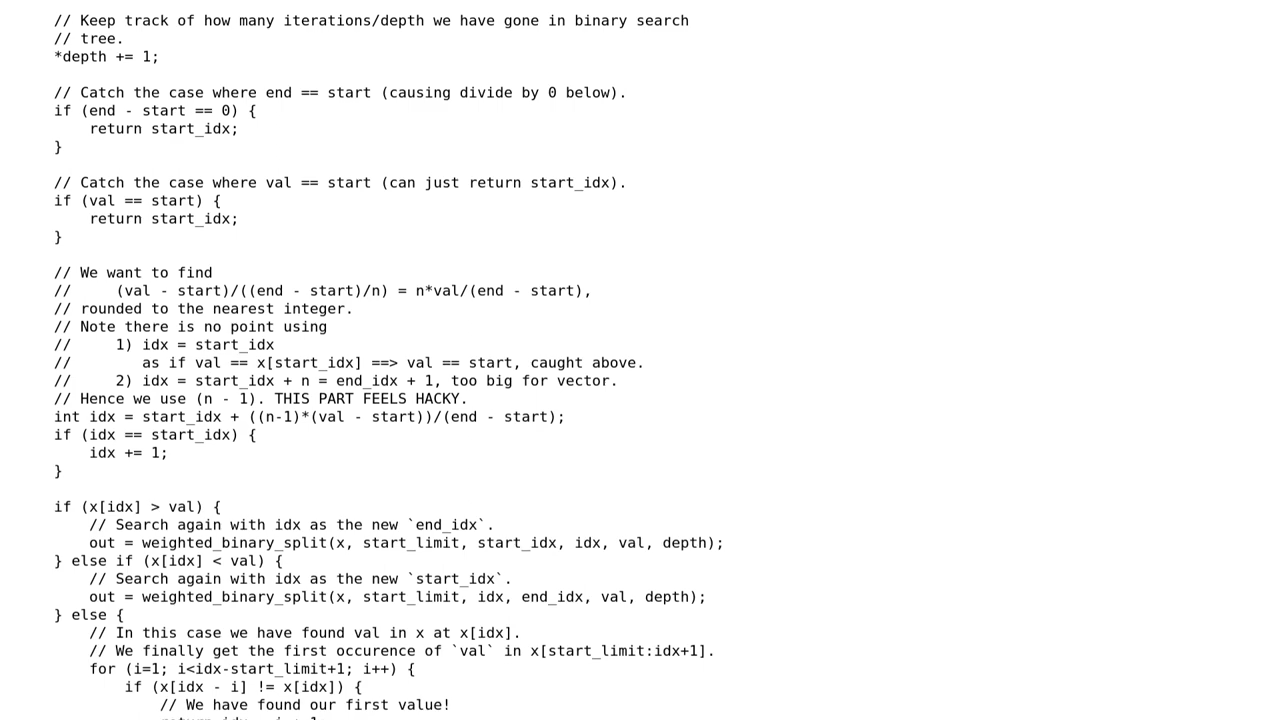 // Keep track of how many iterations/depth we have gone in binary search
// tree.
*depth += 1;
// Catch the case where end == start (causing divide by 0 below).
if (end - start == 0) {
return start_idx;
}
// Catch the case where val == start (can just return start_idx).
if (val == start) {
return start_idx;
}
// We want to find
//     (val - start)/((end - start)/n) = n*val/(end - start),
// rounded to the nearest integer.
// Note there is no point using
//     1) idx = start_idx
//        as if val == x[start_idx] ==> val == start, caught above.
//     2) idx = start_idx + n = end_idx + 1, too big for vector.
// Hence we use (n - 1). THIS PART FEELS HACKY.
int idx = start_idx + ((n-1)*(val - start))/(end - start);
if (idx == start_idx) {
idx += 1;
}
if (x[idx] > val) {
// Search again with idx as the new `end_idx`.
out = weighted_binary_split(x, start_limit, start_idx, idx, val, depth);
} else if (x[idx] < val) {
// Search again with idx as the new `start_idx`.
out = weighted_binary_split(x, start_limit, idx, end_idx, val, depth);
} else {
// In this case we have found val in x at x[idx].
// We finally get the first occurence of `val` in x[start_limit:idx+1].
for (i=1; i<idx-start_limit+1; i++) {
if (x[idx - i] != x[idx]) {
// We have found our first value!